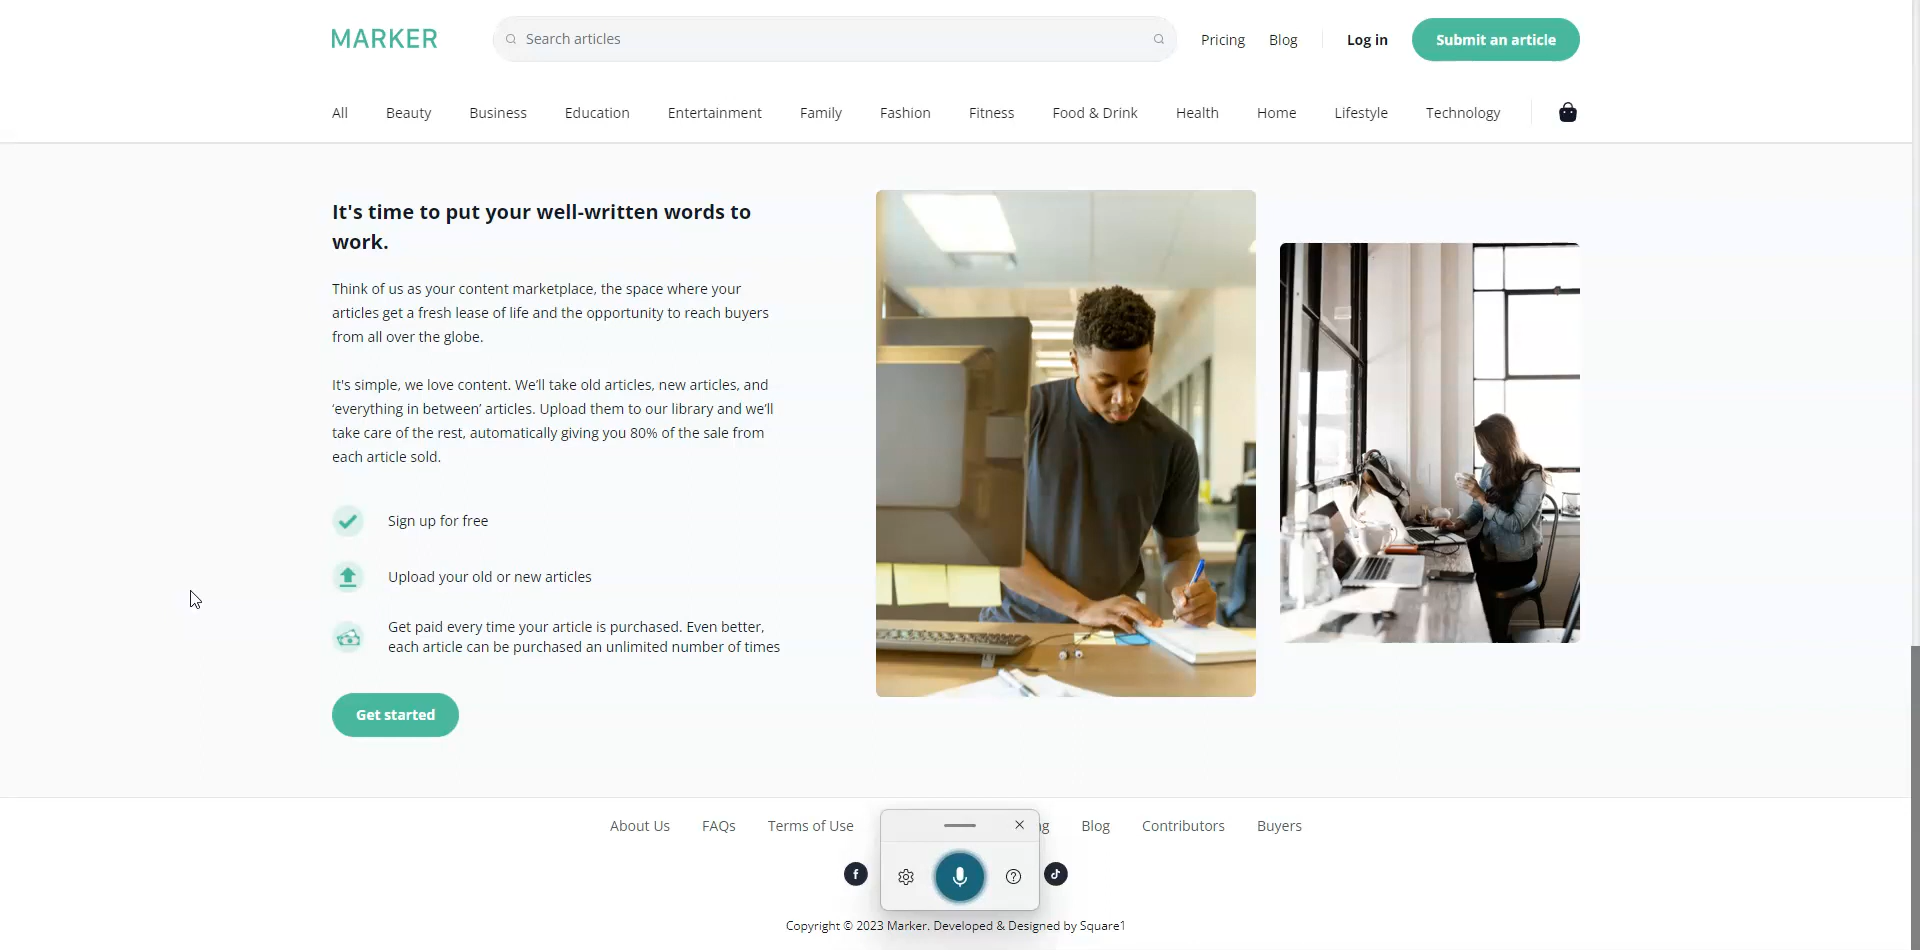 MARKER
Search articles
Pricing
Blog
Log in
Submit an article
All
Beauty
Business
Education
Entertainment
Family
Fashion
Fitness
Food & Drink
Health
Home
Lifestyle
Technology
It's time to put your well-written words to
work.
Think of us as your content marketplace, the space where your
articles get a fresh lease of life and the opportunity to reach buyers
from all over the globe.
It's simple, we love content. We’ll take old articles, new articles, and
‘everything in between’ articles. Upload them to our library and we’ll
take care of the rest, automatically giving you 80% of the sale from
each article sold.
Sign up for free
Upload your old or new articles
Get paid every time your article is purchased. Even better,
each article can be purchased an unlimited number of times
Get started
About Us
FAQs
Terms of Use
Blog
Contributors
Buyers
Copyright © 2023 Marker. Developed & Designed by Square1